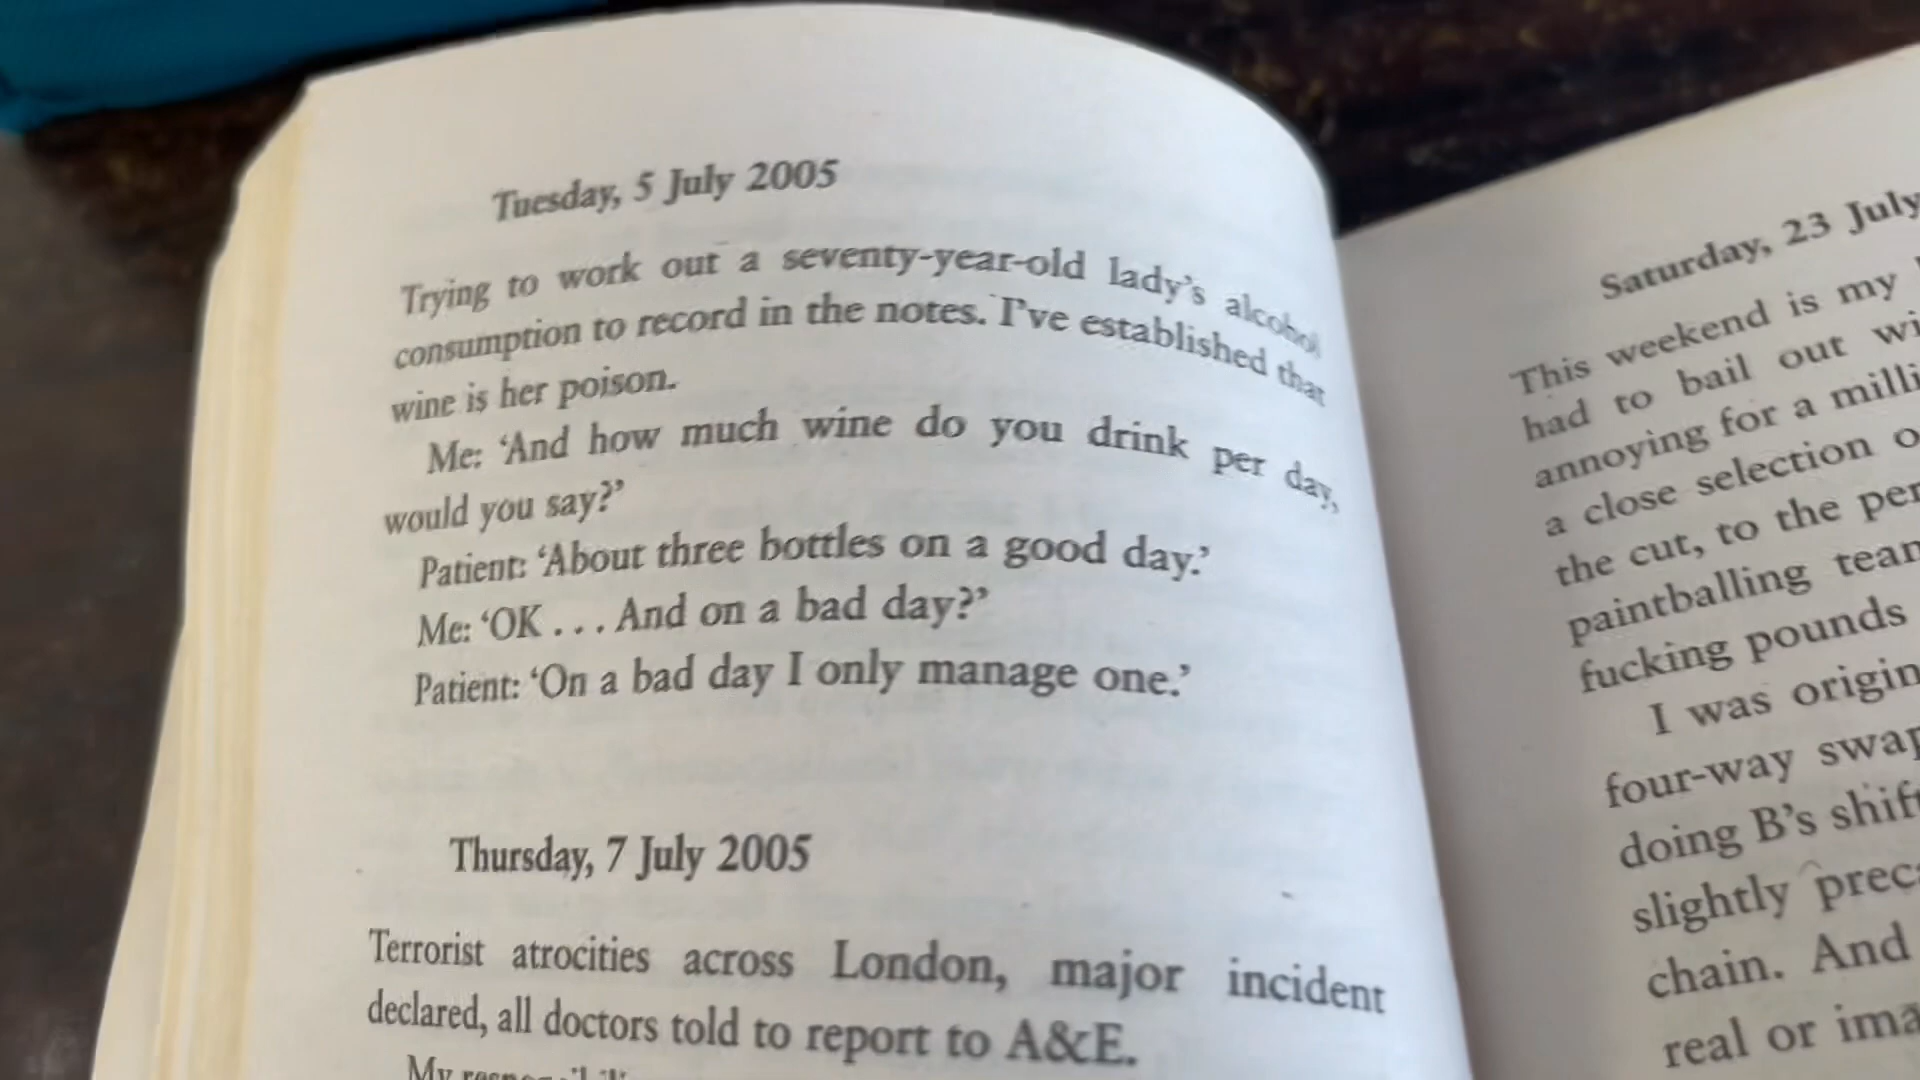 Tuesday, 5 July 2005
Trying to work out a seventy-year-old lady's alcohol
consumption to record in the notes. I've established that
wine is her poison.
Me: ‘And how much wine do you drink per day,
would you say?’
Patient: ‘About three bottles on a good day.’
Me: ‘OK . . . And on a bad day?’
Patient: ‘On a bad day I only manage one.’
Thursday, 7 July 2005
Terrorist atrocities across London, major incident
declared, all doctors told to report to A&E.
My
Saturday, 23 July
This weekend is my
had to bail out
annoying for a
a close selection
the cut, to the
paintballing
fucking pounds
I was
four-way
doing B's
slightly
chain. And
real or